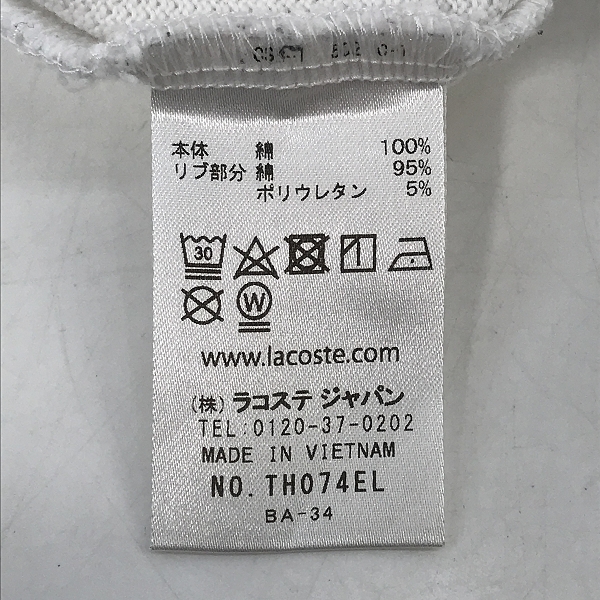 本体 綿 100%
リブ部分 綿 95%
ポリウレタン 5%
30
W
www.lacoste.com
(株) ラコステ ジャパン
TEL:0120-37-0202
MADE IN VIETNAM
NO. TH074EL
BA-34